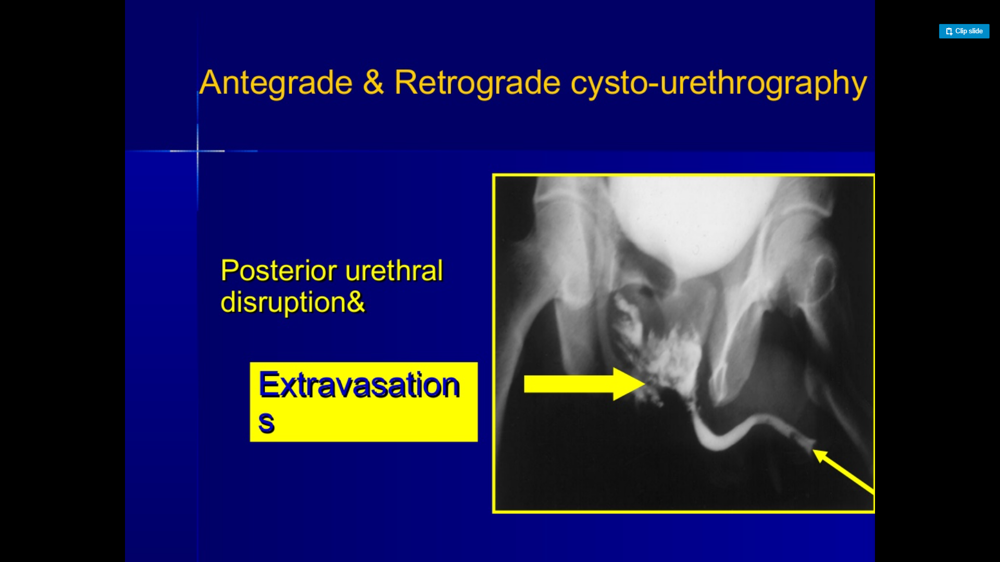 Clip slide
Antegrade & Retrograde cysto-urethrography
Posterior urethral
disruption&
Extravasation
s